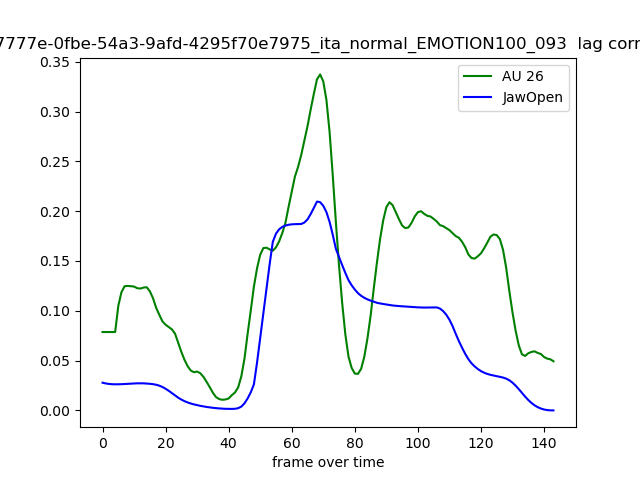 7777e-0fbe-54a3-9afd-4295f70e7975_ita_normal_EMOTION100_093 lag corr
AU 26
JawOpen
0.35
0.30
0.25
0.20
0.15
0.10
0.05
0.00
0 20 40 60 80 100 120 140
frame over time